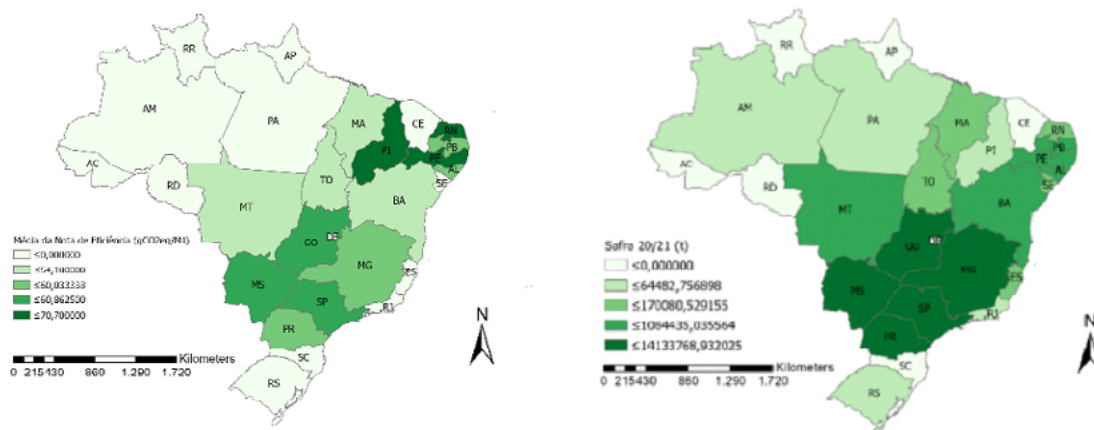 RR
AP
AM
PA
MA
CE
RN
PB
PI
PE
AL
SE
AC
RD
TO
BA
MT
GO
MG
ES
MS
SP
RJ
PR
SC
RS
Média da Nota de Eficiência (gCO2eq/MJ)
≤0,000000
≤54,100000
≤60,033333
≤60,862500
≤70,700000
Kilometers
0 215430 860 1.290 1.720
N
RR
AP
AM
PA
MA
CE
RN
PB
PI
PE
AL
SE
AC
RD
TO
BA
MT
GO
MG
ES
MS
SP
RJ
PR
SC
RS
Safra 20/21 (t)
≤0,000000
≤64482,756898
≤170080,529155
≤1084435,035564
≤14133768,932025
Kilometers
0 215430 860 1.290 1.720
N